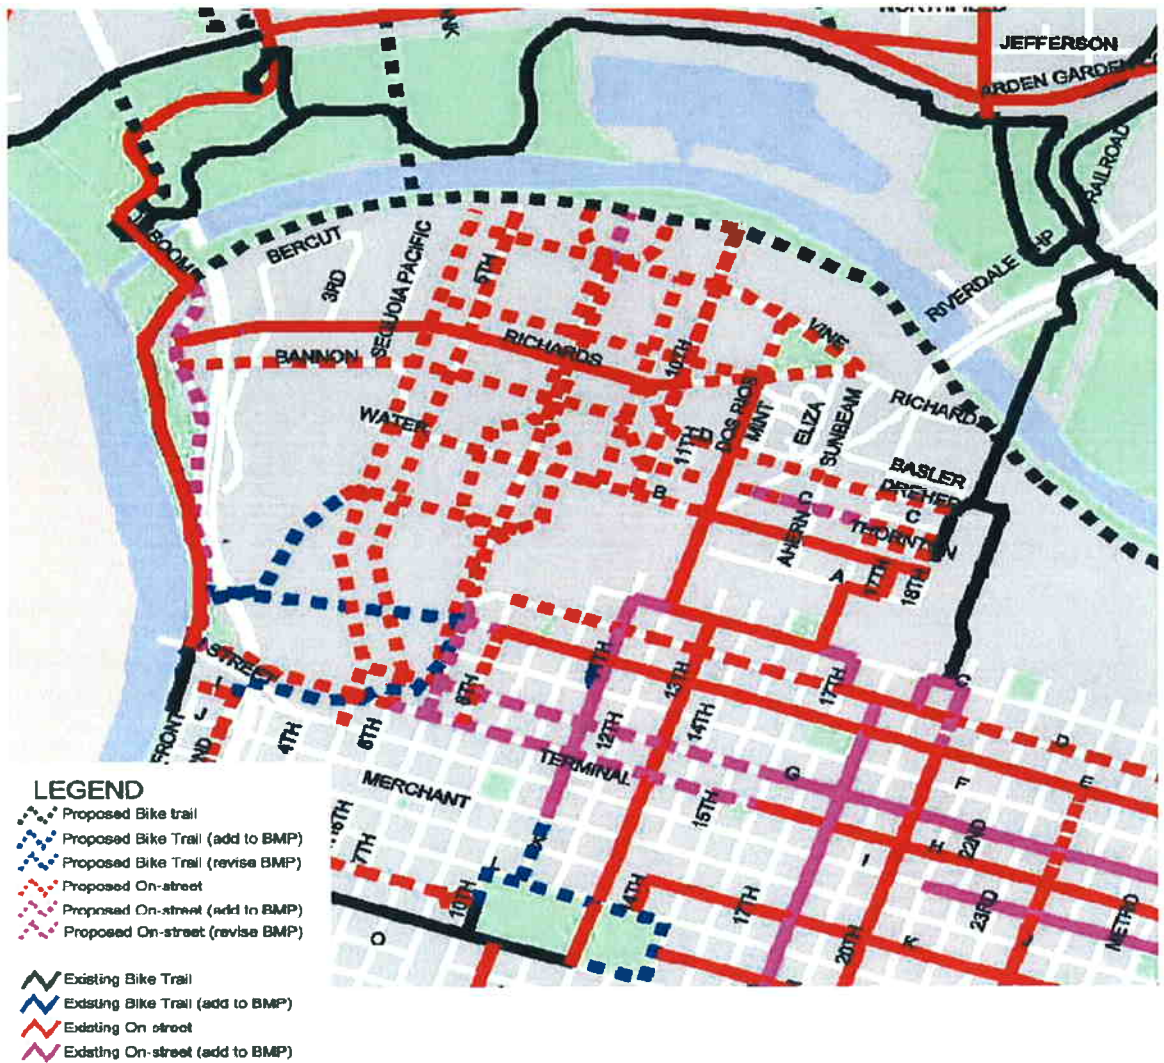 JEFFERSON
ARDEN GARDEN
RAILROAD
JIBBOOM
BERCUT
3RD
SEQUOIA PACIFIC
5TH
RIVERDALE
HP
VINE
BANNON
RICHARDS
10TH
WATER
DOS RIOS
MINT
ELIZA
SUNBEAM
RICHARD
11TH
B
BASLER
DREHER
B
C
C
AHERN
THORNTON
A
17TH
18TH
I STREET
FRONT
4TH
6TH
8TH
12TH
13TH
14TH
17TH
C
D
E
MERCHANT
TERMINAL
15TH
G
F
H
22ND
I
23RD
METRO
7TH
10TH
L
14TH
17TH
20TH
K
J
O
LEGEND
Proposed Bike trail
Proposed Bike Trail (add to BMP)
Proposed Bike Trail (revise BMP)
Proposed On-street
Proposed On-street (add to BMP)
Proposed On-street (revise BMP)
Existing Bike Trail
Existing Bike Trail (add to BMP)
Existing On street
Existing On-street (add to BMP)